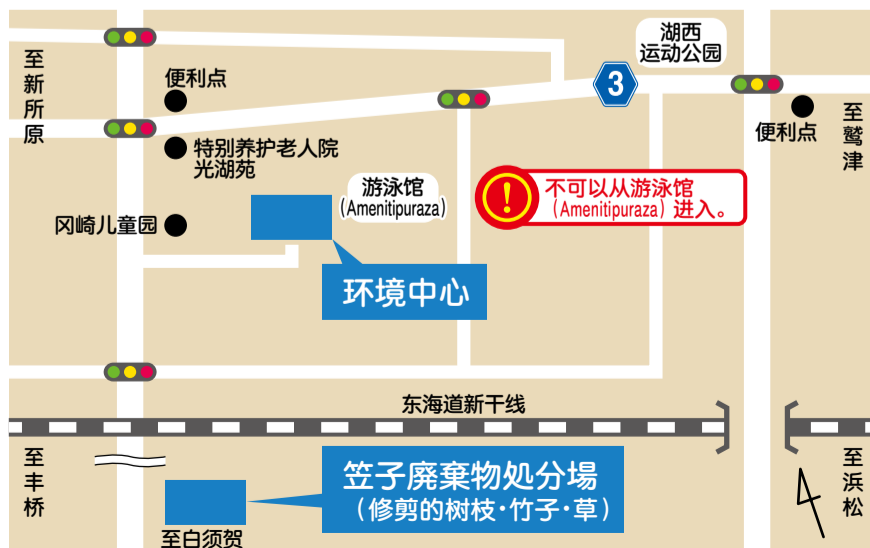 湖西
运动公园
至新所原
便利点
3
便利点
至鹫津
特别养护老人院
光湖苑
游泳馆
(Amenitipuraza)
! 不可以从游泳馆
(Amenitipuraza) 进入。
冈崎儿童园
环境中心
东海道新干线
至丰桥
笠子廃棄物処分場
(修剪的树枝·竹子·草)
至浜松
至白须贺